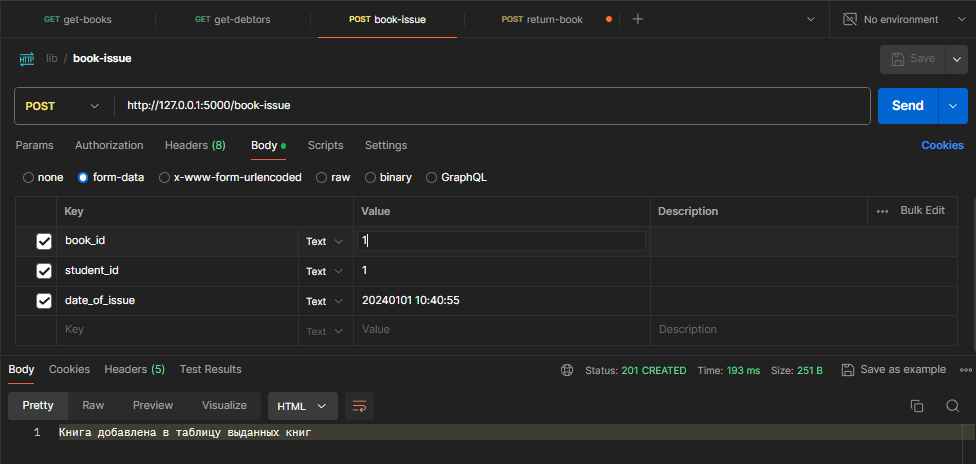 GET get-books GET get-debtors POST book-issue POST return-book No environment
HTTP lib / book-issue Save
POST http://127.0.0.1:5000/book-issue Send
Params Authorization Headers (8) Body Scripts Settings Cookies
none form-data x-www-form-urlencoded raw binary GraphQL
Key Value Description Bulk Edit
book_id Text 1
student_id Text 1
date_of_issue Text 20240101 10:40:55
Key Text Value Description
Body Cookies Headers (5) Test Results Status: 201 CREATED Time: 193 ms Size: 251 B Save as example
Pretty Raw Preview Visualize HTML
1 Книга добавлена в таблицу выданных книг